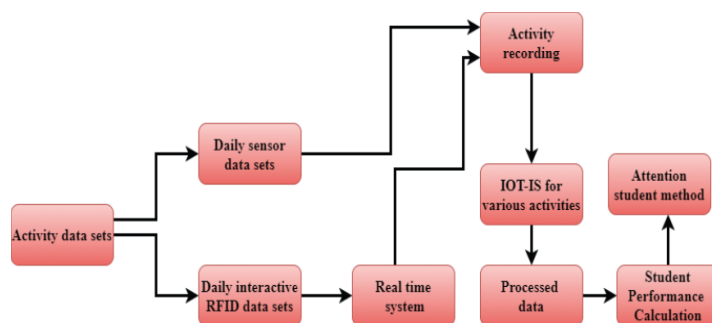 Activity
recording
Daily sensor
data sets
IOT-IS for
various activities
Attention
student method
Activity data sets
Daily interactive
RFID data sets
Real time
system
Processed
data
Student
Performance
Calculation